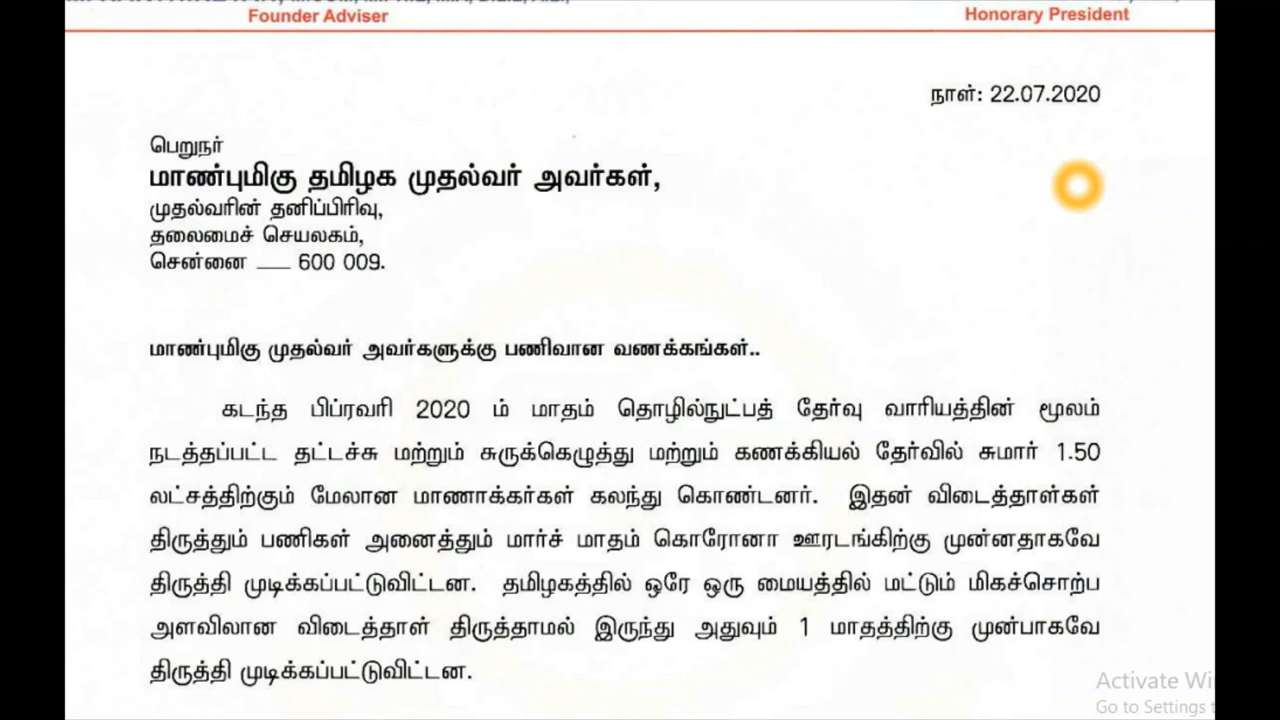 Founder Adviser
Honorary President
நாள்: 22.07.2020
பெறுநர்
மாண்புமிகு தமிழக முதல்வர் அவர்கள்,
முதல்வரின் தனிப்பிரிவு,
தலைமைச் செயலகம்,
சென்னை — 600 009.
மாண்புமிகு முதல்வர் அவர்களுக்கு பணிவான வணக்கங்கள்..
கடந்த பிப்ரவரி 2020 ம் மாதம் தொழில்நுட்பத் தேர்வு வாரியத்தின் மூலம்
நடத்தப்பட்ட தட்டச்சு மற்றும் சுருக்கெழுத்து மற்றும் கணக்கியல் தேர்வில் சுமார் 1.50
லட்சத்திற்கும் மேலான மாணாக்கர்கள் கலந்து கொண்டனர். இதன் விடைத்தாள்கள்
திருத்தும் பணிகள் அனைத்தும் மார்ச் மாதம் கொரோனா ஊரடங்கிற்கு முன்னதாகவே
திருத்தி முடிக்கப்பட்டுவிட்டன. தமிழகத்தில் ஒரே ஒரு மையத்தில் மட்டும் மிகச்சொற்ப
அளவிலான விடைத்தாள் திருத்தாமல் இருந்து அதுவும் 1 மாதத்திற்கு முன்பாகவே
திருத்தி முடிக்கப்பட்டுவிட்டன.
Activate Wi
Go to Settings t